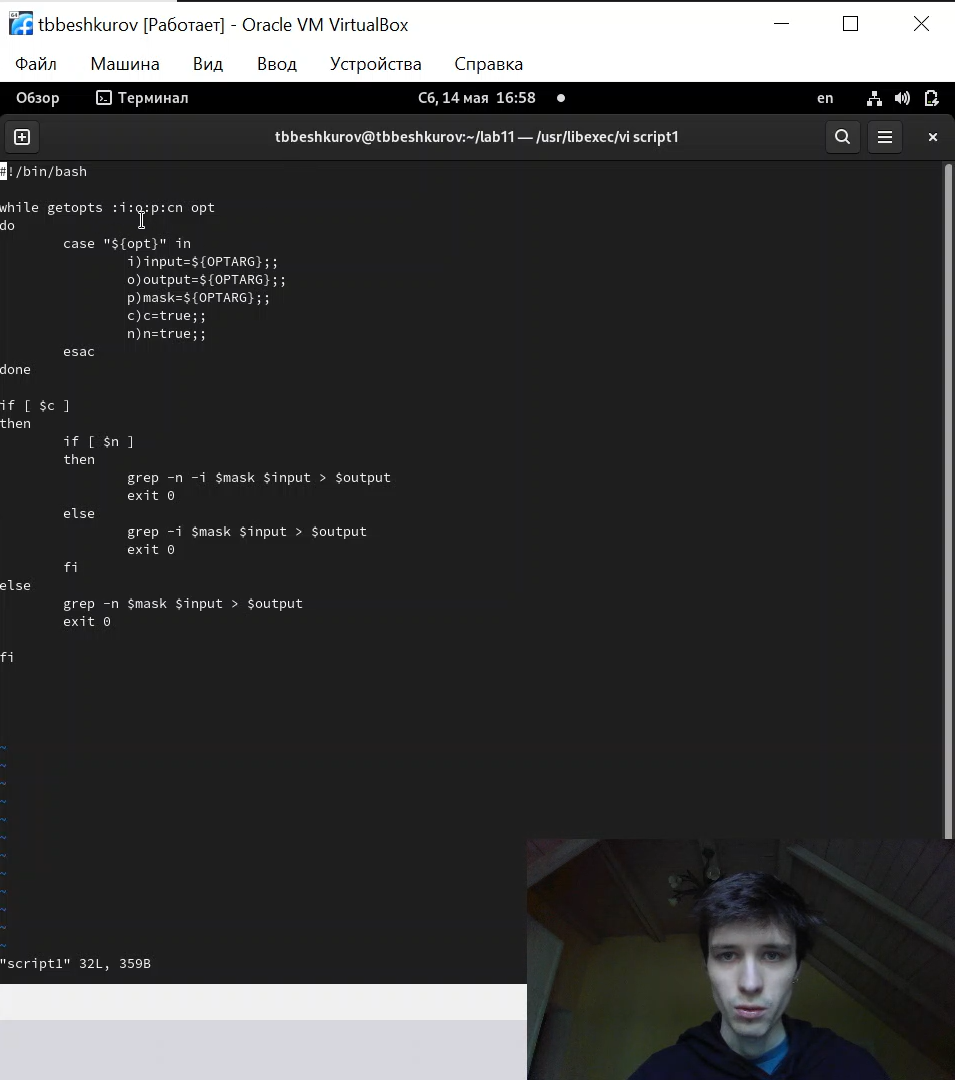 tbbeshkurov [Работает] - Oracle VM VirtualBox
Файл Машина Вид Ввод Устройства Справка
Обзор Терминал Сб, 14 мая 16:58 en
tbbeshkurov@tbbeshkurov:~/lab11 — /usr/libexec/vi script1
#!/bin/bash
while getopts :i:o:p:cn opt
do
case "${opt}" in
i)input=${OPTARG};;
o)output=${OPTARG};;
p)mask=${OPTARG};;
c)c=true;;
n)n=true;;
esac
done
if [ $c ]
then
if [ $n ]
then
grep -n -i $mask $input > $output
exit 0
else
grep -i $mask $input > $output
exit 0
fi
else
grep -n $mask $input > $output
exit 0
fi
~
~
~
~
~
~
~
~
~
~
~
~
"script1" 32L, 359B